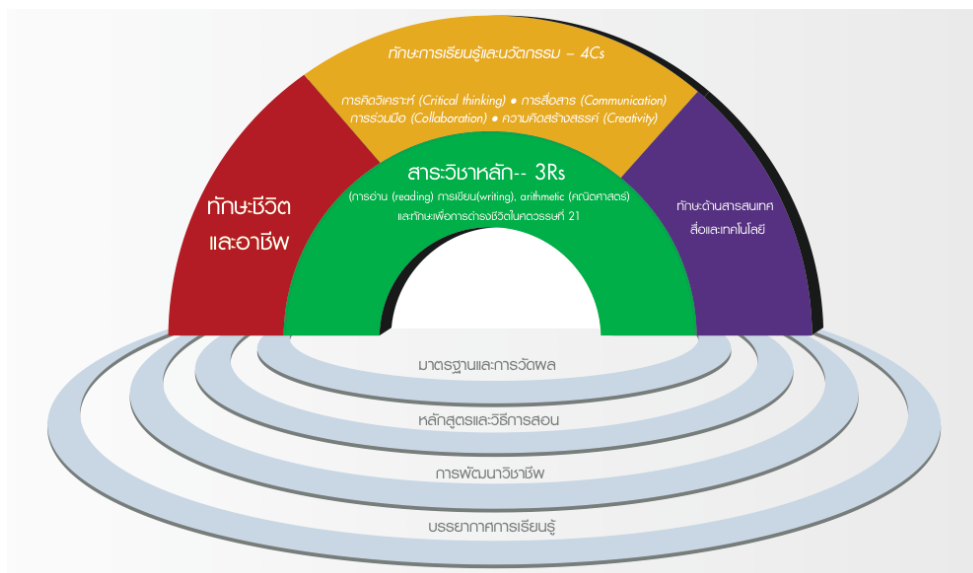 ทักษะการเรียนรู้และนวัตกรรม – 4Cs
การคิดวิเคราะห์ (Critical thinking) ● การสื่อสาร (Communication)
การร่วมมือ (Collaboration) ● ความคิดสร้างสรรค์ (Creativity)
สาระวิชาหลัก-- 3Rs
(การอ่าน (reading) การเขียน(writing), arithmetic (คณิตศาสตร์)
และทักษะเพื่อการดำรงชีวิตในศตวรรษที่ 21
ทักษะชีวิต
และอาชีพ
ทักษะด้านสารสนเทศ
สื่อและเทคโนโลยี
มาตรฐานและการวัดผล
หลักสูตรและวิธีการสอน
การพัฒนาวิชาชีพ
บรรยากาศการเรียนรู้